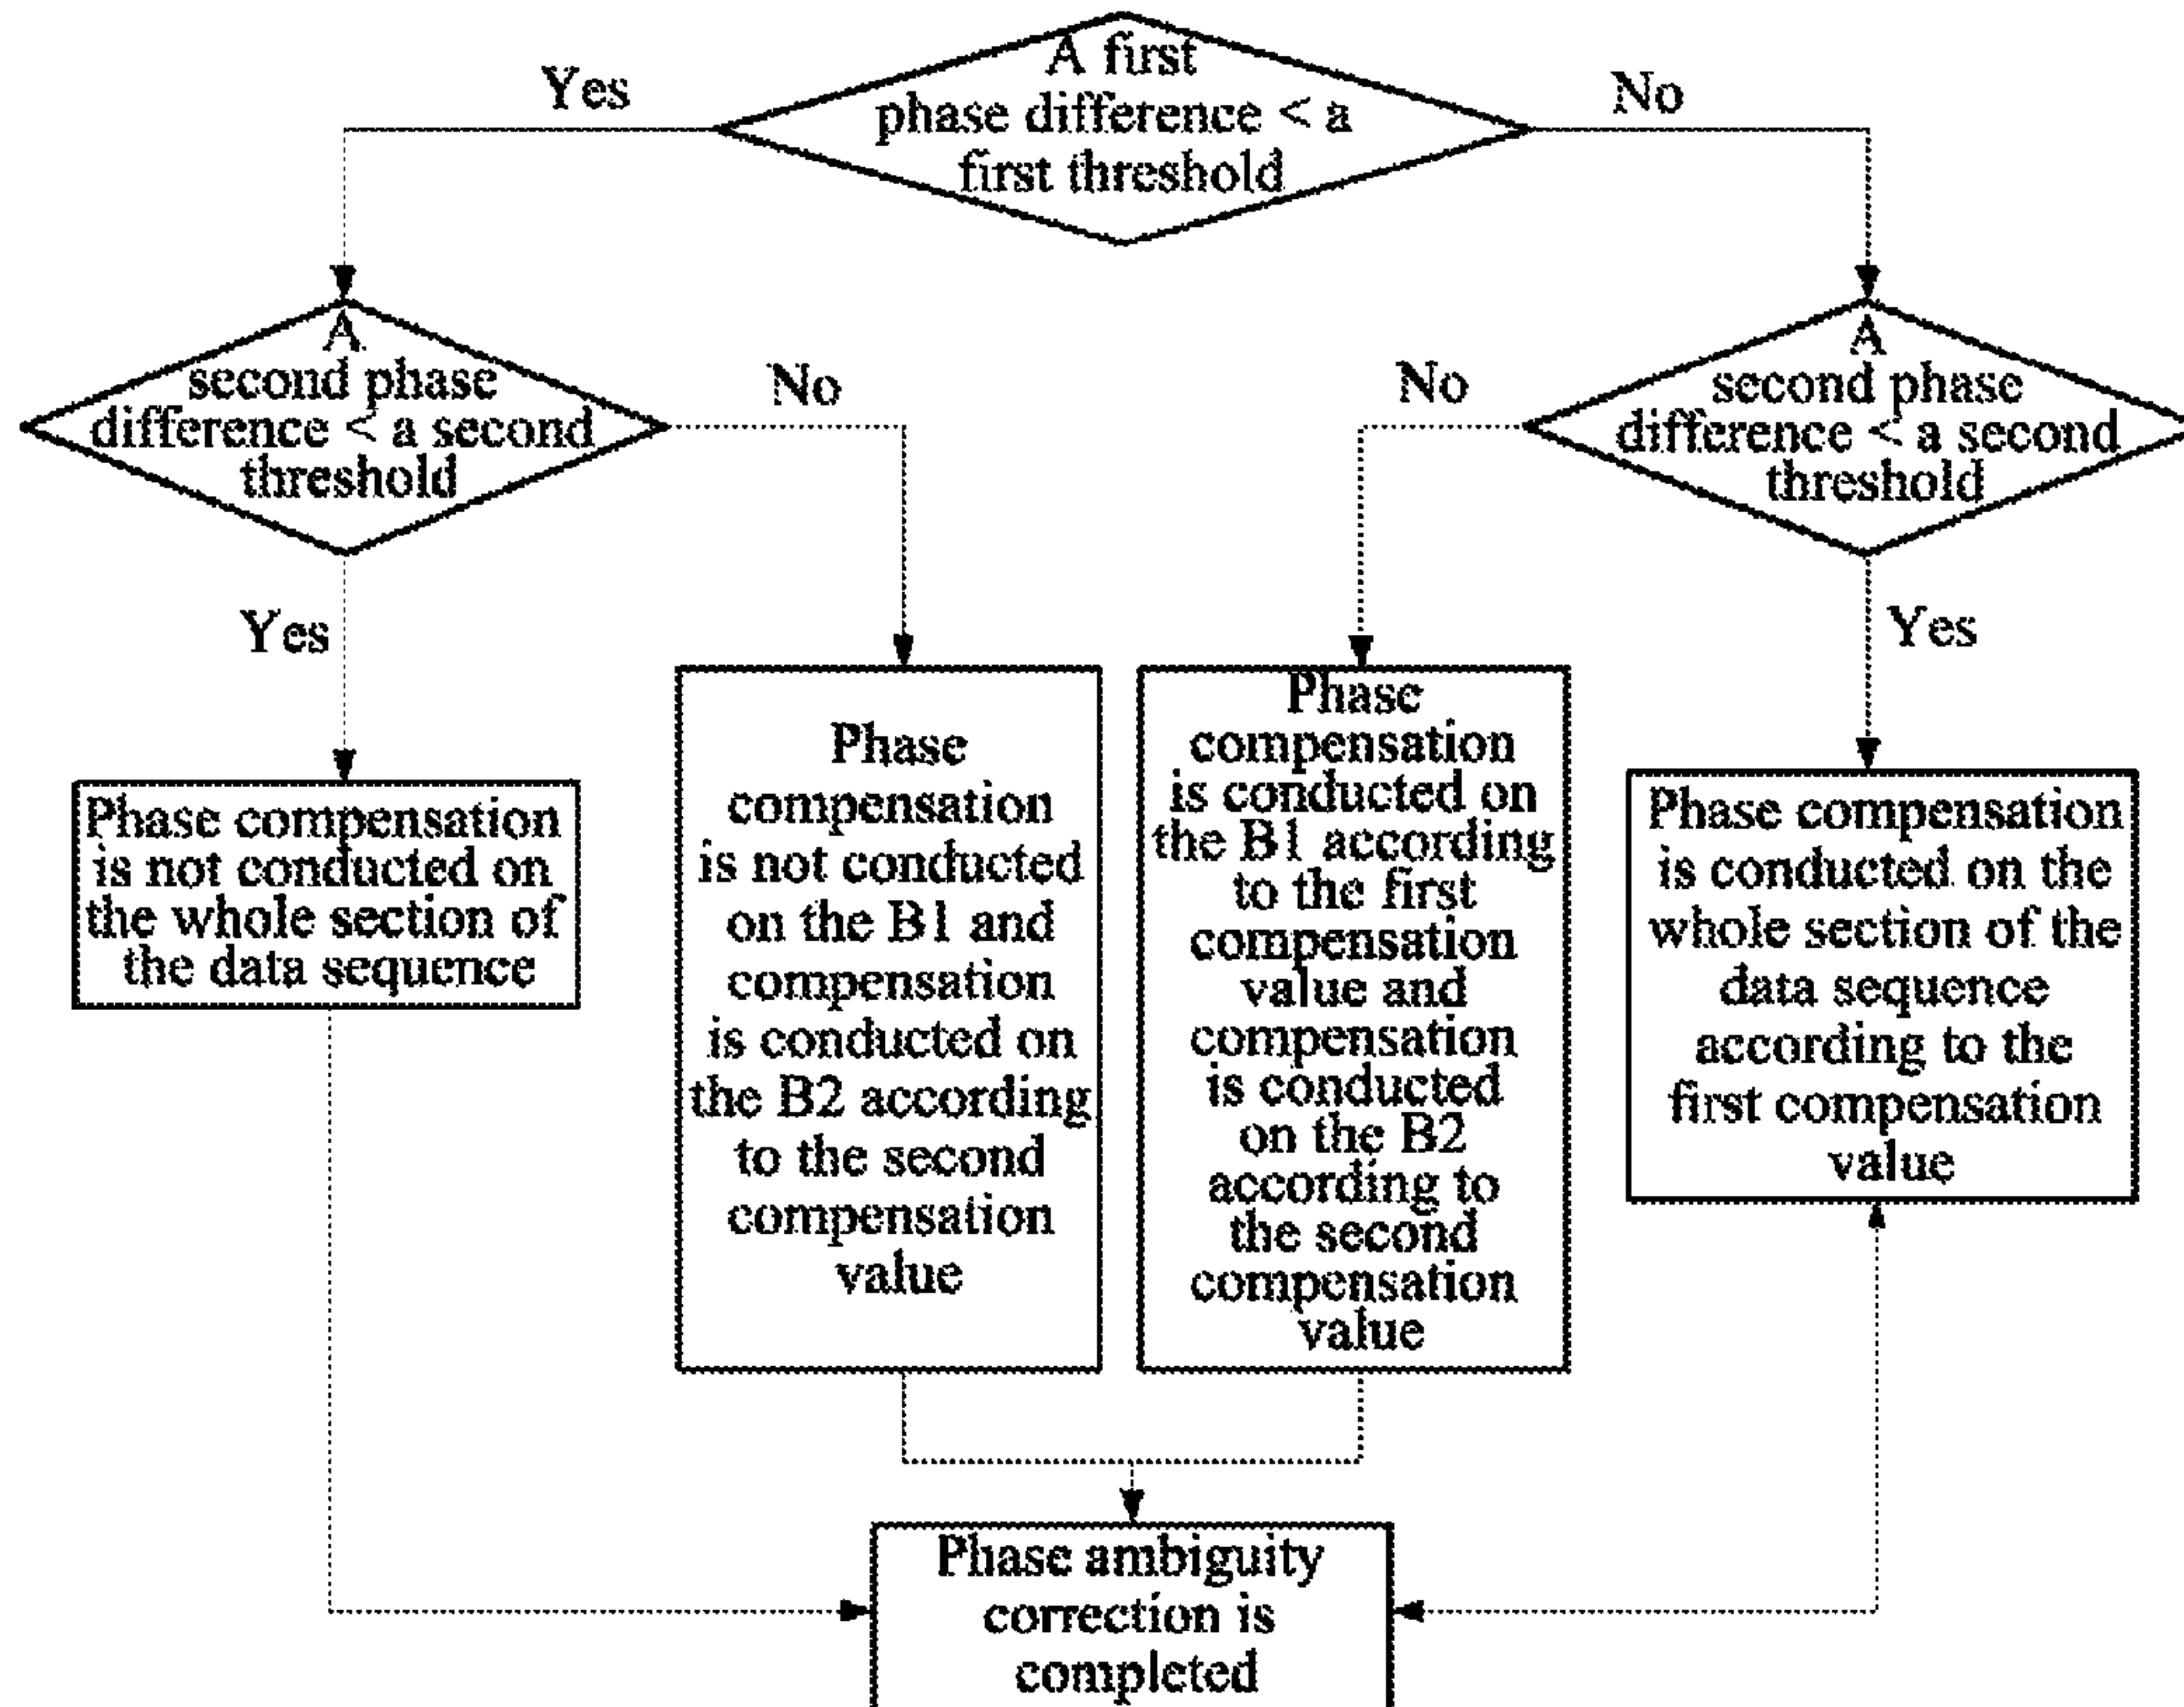 A first
phase difference < a
first threshold
Yes
No
A
second phase
difference < a second
threshold
No
Yes
A
second phase
difference < a second
threshold
No
Yes
Phase compensation
is not conducted on
the whole section of
the data sequence
Phase
compensation
is not conducted
on the B1 and
compensation
is conducted on
the B2 according
to the second
compensation
value
Phase
compensation
is conducted on
the B1 according
to the first
compensation
value and
compensation
is conducted
on the B2
according to
the second
compensation
value
Phase compensation
is conducted on the
whole section of the
data sequence
according to the
first compensation
value
Phase ambiguity
correction is
completed